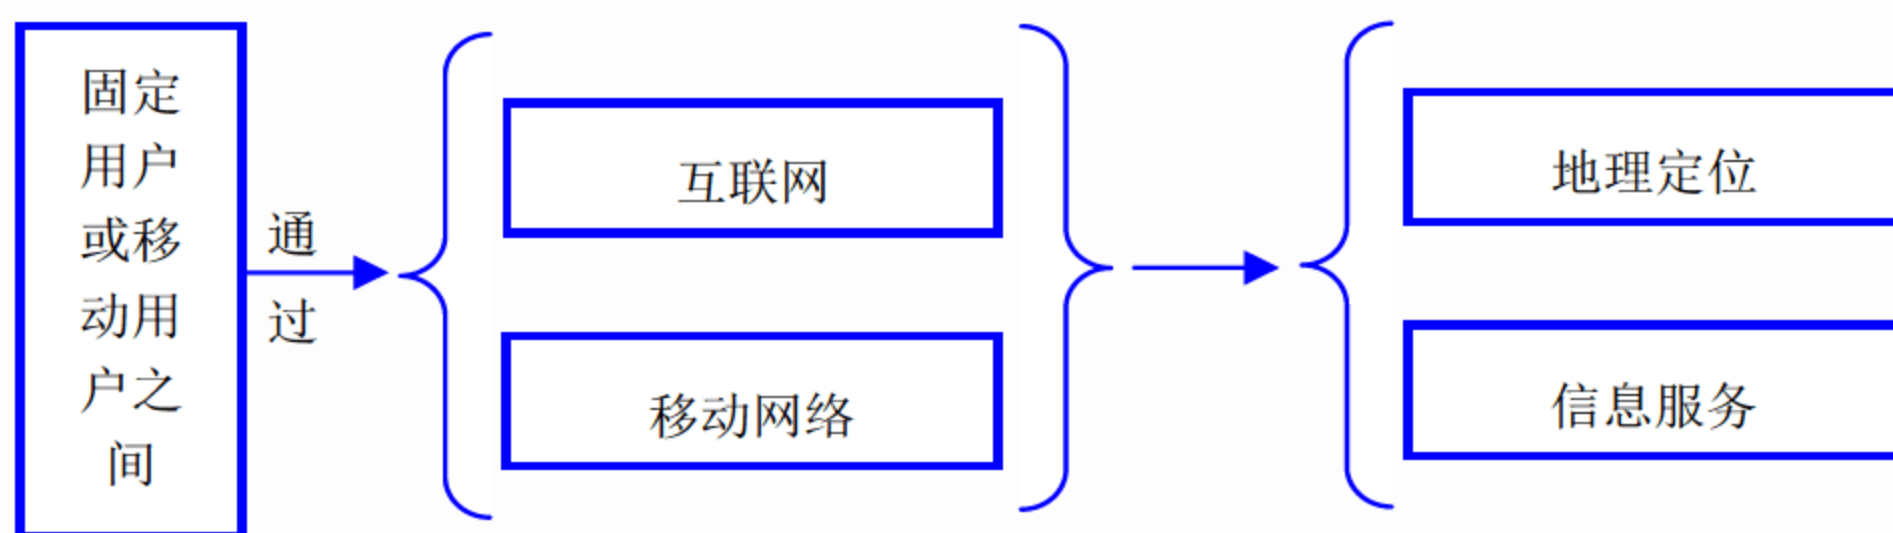 固定
用户
或移
动用
户之
间
通
过
互联网
移动网络
地理定位
信息服务